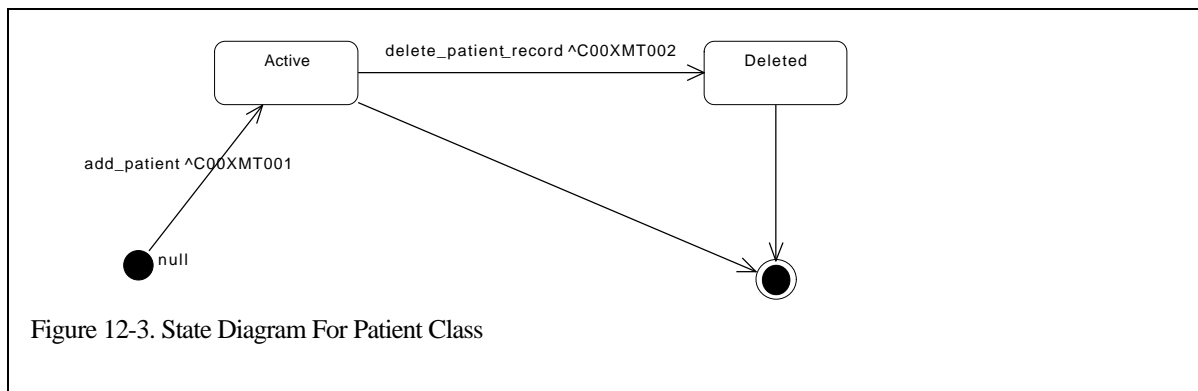 Active
delete_patient_record ^C00XMT002
Deleted
add_patient ^C00XMT001
null
Figure 12-3. State Diagram For Patient Class